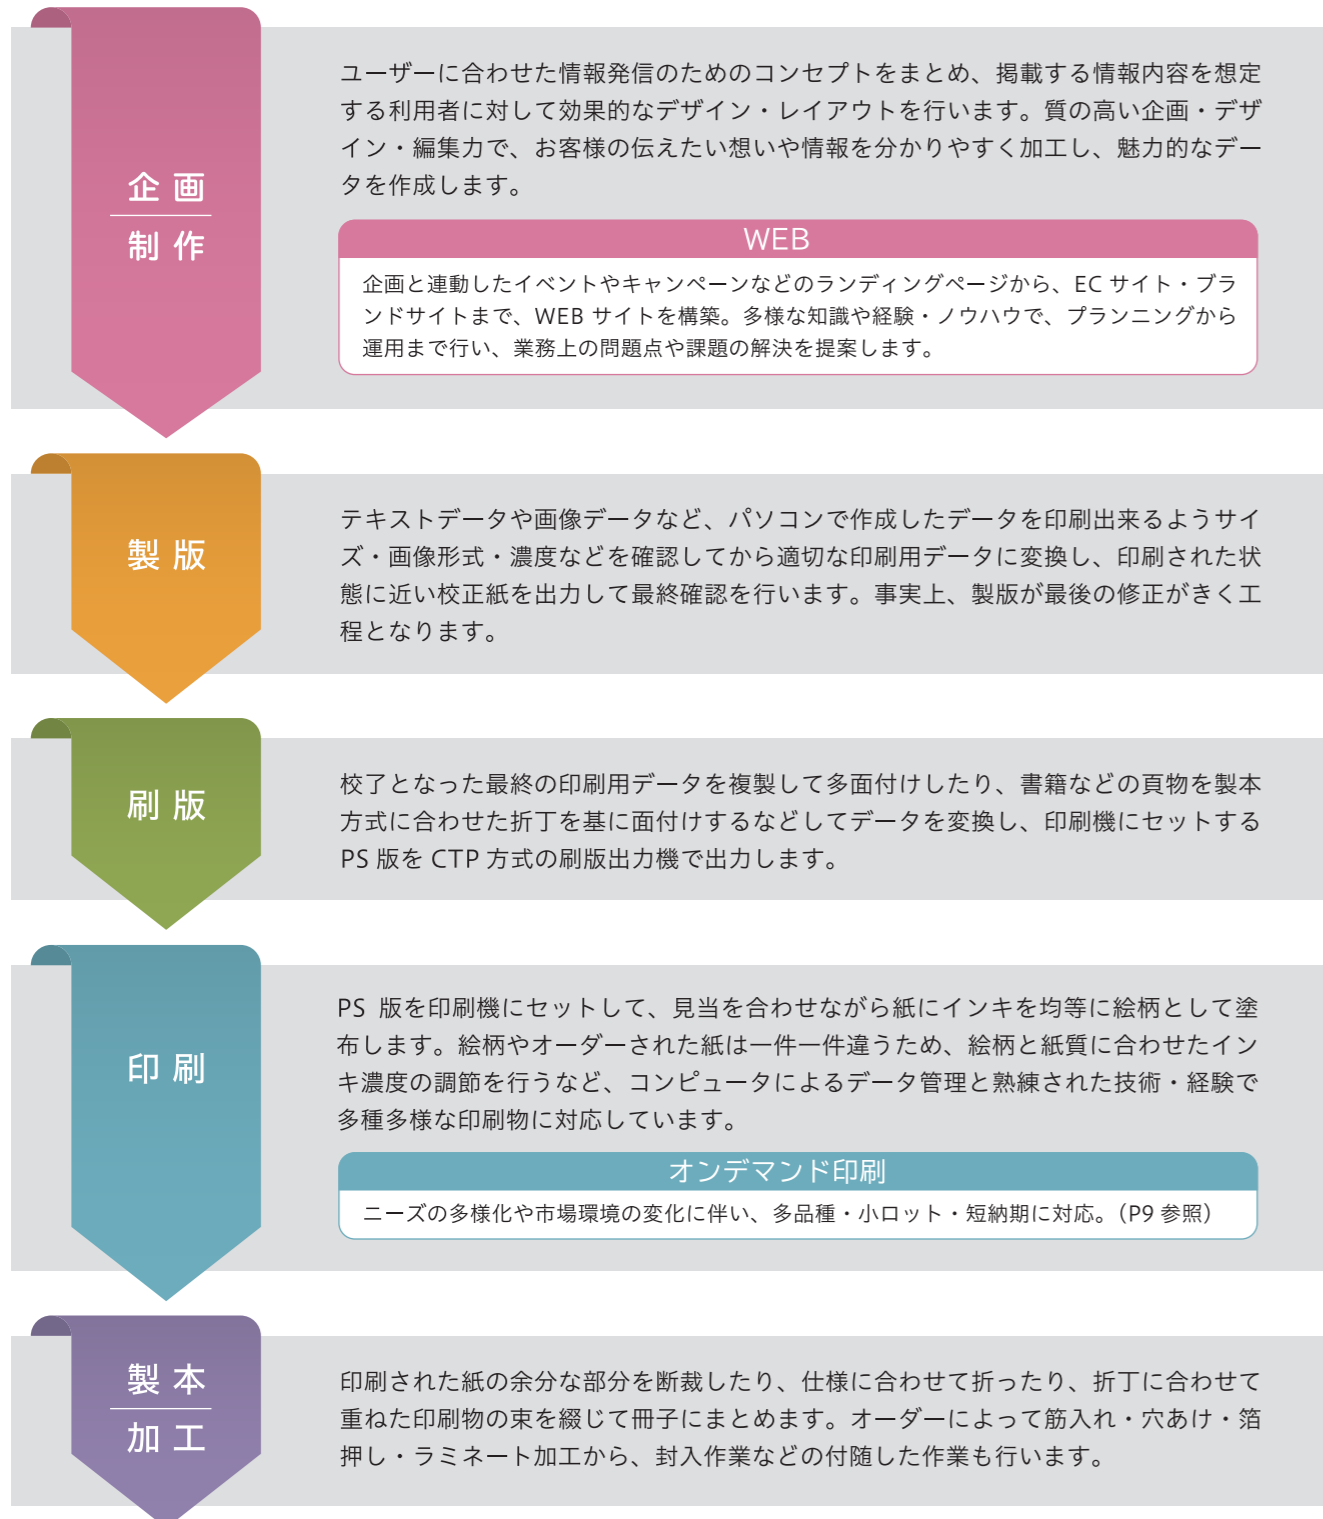 企画
制作
ユーザーに合わせた情報発信のためのコンセプトをまとめ、掲載する情報内容を想定
する利用者に対して効果的なデザイン・レイアウトを行います。質の高い企画・デザ
イン・編集力で、お客様の伝えたい想いや情報を分かりやすく加工し、魅力的なデー
タを作成します。
WEB
企画と連動したイベントやキャンペーンなどのランディングページから、EC サイト・ブラ
ンドサイトまで、WEB サイトを構築。多様な知識や経験・ノウハウで、プランニングから
運用まで行い、業務上の問題点や課題の解決を提案します。
製版
テキストデータや画像データなど、パソコンで作成したデータを印刷出来るようサイ
ズ・画像形式・濃度などを確認してから適切な印刷用データに変換し、印刷された状
態に近い校正紙を出力して最終確認を行います。事実上、製版が最後の修正がきく工
程となります。
刷版
校了となった最終の印刷用データを複製して多面付けしたり、書籍などの頁物を製本
方式に合わせた折丁を基に面付けするなどしてデータを変換し、印刷機にセットする
PS 版を CTP 方式の刷版出力機で出力します。
印刷
PS 版を印刷機にセットして、見当を合わせながら紙にインキを均等に絵柄として塗
布します。絵柄やオーダーされた紙は一件一件違うため、絵柄と紙質に合わせたイン
キ濃度の調節を行うなど、コンピュータによるデータ管理と熟練された技術・経験で
多種多様な印刷物に対応しています。
オンデマンド印刷
ニーズの多様化や市場環境の変化に伴い、多品種・小ロット・短納期に対応。（P9 参照）
製本
加工
印刷された紙の余分な部分を断裁したり、仕様に合わせて折ったり、折丁に合わせて
重ねた印刷物の束を綴じて冊子にまとめます。オーダーによって筋入れ・穴あけ・箔
押し・ラミネート加工から、封入作業などの付随した作業も行います。